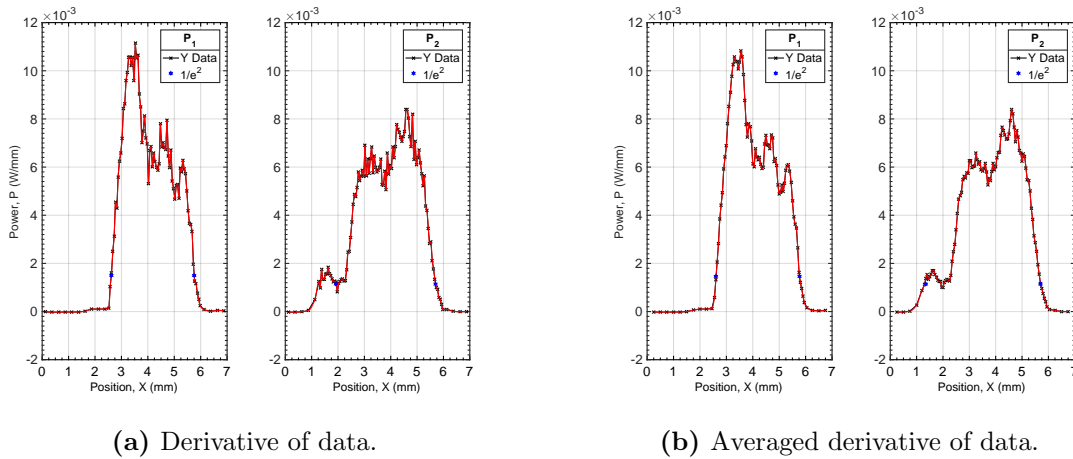 ×10⁻³
12
10
8
6
4
2
0
-2
Power, P (W/mm)
0 1 2 3 4 5 6 7
Position, X (mm)
P₁
Y Data
1/e²
×10⁻³
12
10
8
6
4
2
0
-2
0 1 2 3 4 5 6 7
Position, X (mm)
P₂
Y Data
1/e²
(a) Derivative of data.
×10⁻³
12
10
8
6
4
2
0
-2
Power, P (W/mm)
0 1 2 3 4 5 6 7
Position, X (mm)
P₁
Y Data
1/e²
×10⁻³
12
10
8
6
4
2
0
-2
0 1 2 3 4 5 6 7
Position, X (mm)
P₂
Y Data
1/e²
(b) Averaged derivative of data.